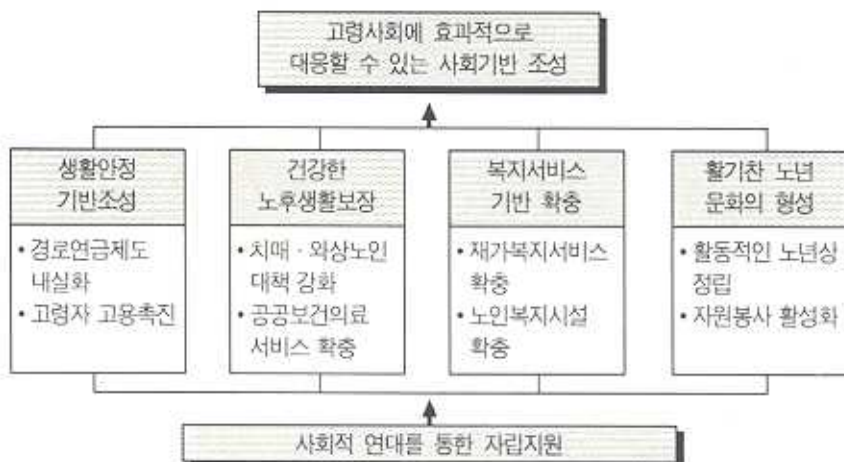 고령사회에 효과적으로
대응할 수 있는 사회기반 조성
생활안정
기반조성
• 경로연금제도
내실화
• 고령자 고용촉진
건강한
노후생활보장
• 치매 · 와상노인
대책 강화
• 공공보건의료
서비스 확충
복지서비스
기반 확충
• 재가복지서비스
확충
• 노인복지시설
확충
활기찬 노년
문화의 형성
• 활동적인 노년상
정립
• 자원봉사 활성화
사회적 연대를 통한 자립지원